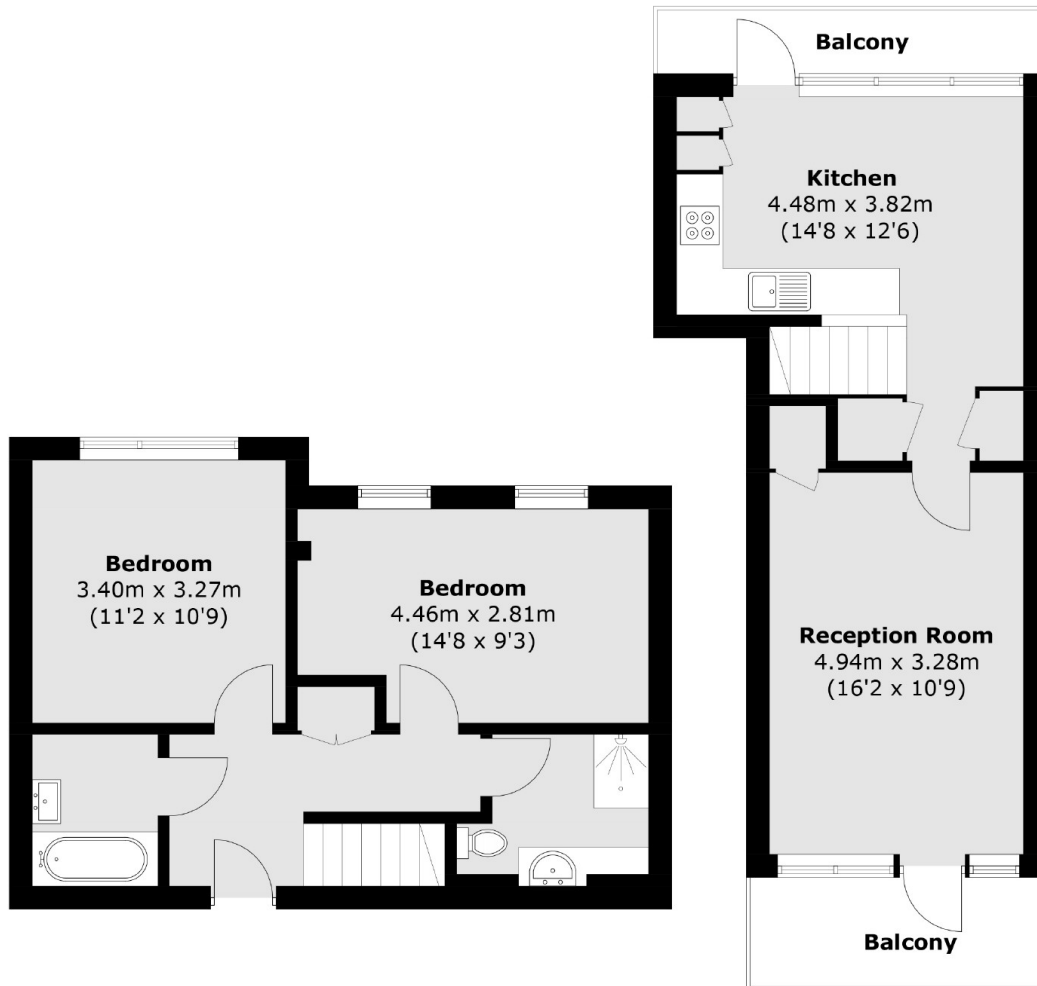 Balcony
Kitchen
4.48m x 3.82m
(14'8 x 12'6)
Bedroom
3.40m x 3.27m
(11'2 x 10'9)
Bedroom
4.46m x 2.81m
(14'8 x 9'3)
Reception Room
4.94m x 3.28m
(16'2 x 10'9)
Balcony